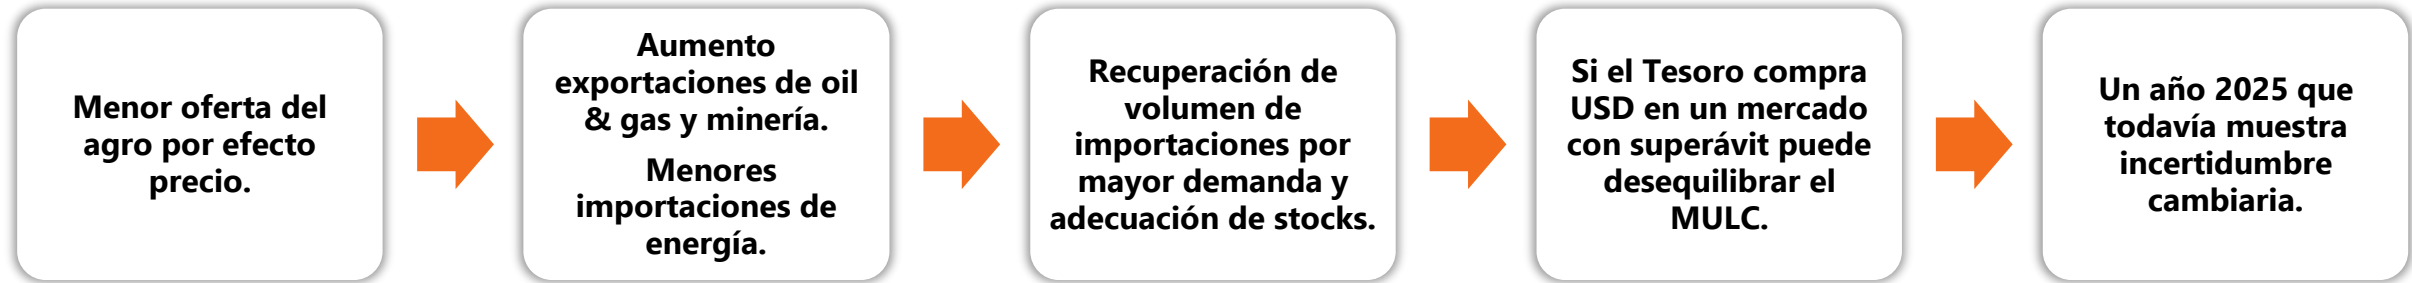 Menor oferta del
agro por efecto
precio.
Aumento
exportaciones de oil
& gas y minería.
Menores
importaciones de
energía.
Recuperación de
volumen de
importaciones por
mayor demanda y
adecuación de stocks.
Si el Tesoro compra
USD en un mercado
con superávit puede
desequilibrar el
MULC.
Un año 2025 que
todavía muestra
incertidumbre
cambiaria.